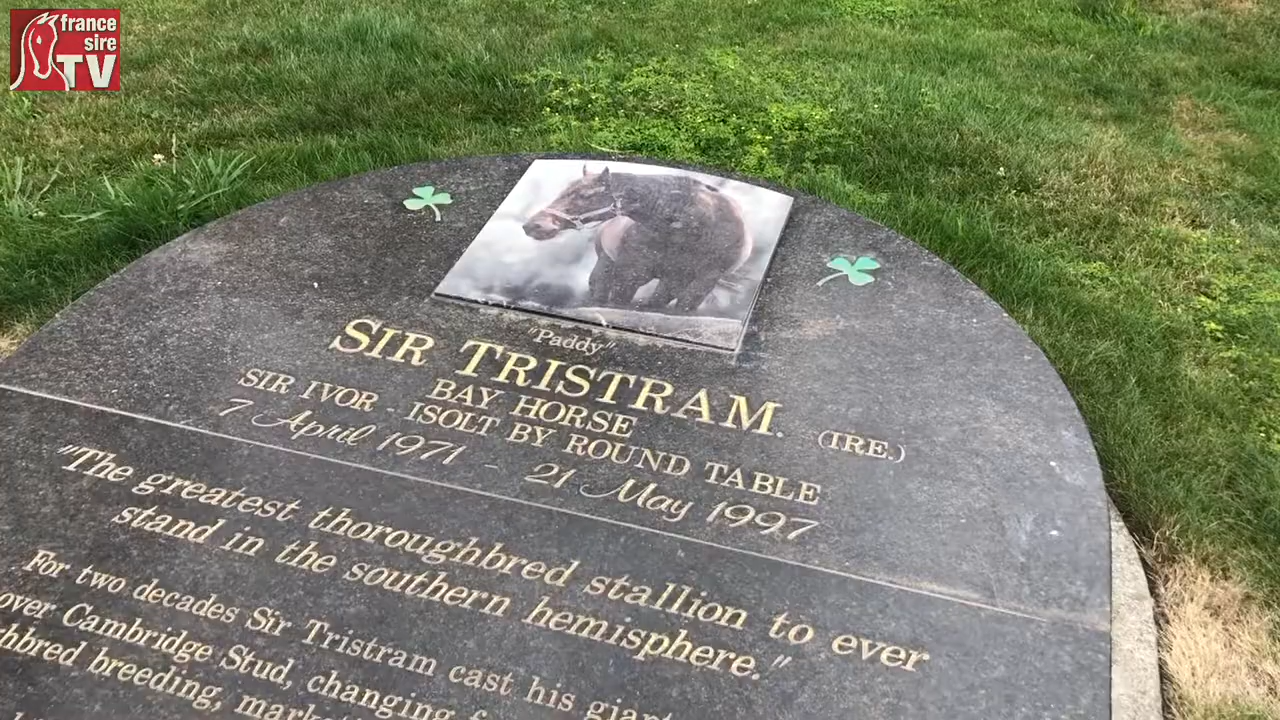 france
sire
TV
"Paddy"
SIR TRISTRAM. (IRE.)
BAY HORSE
SIR IVOR - ISOLT BY ROUND TABLE
7 April 1971 - 21 May 1997
"The greatest thoroughbred stallion to ever
stand in the southern hemisphere."
For two decades Sir Tristram cast his giant
over Cambridge Stud, changing
breeding,